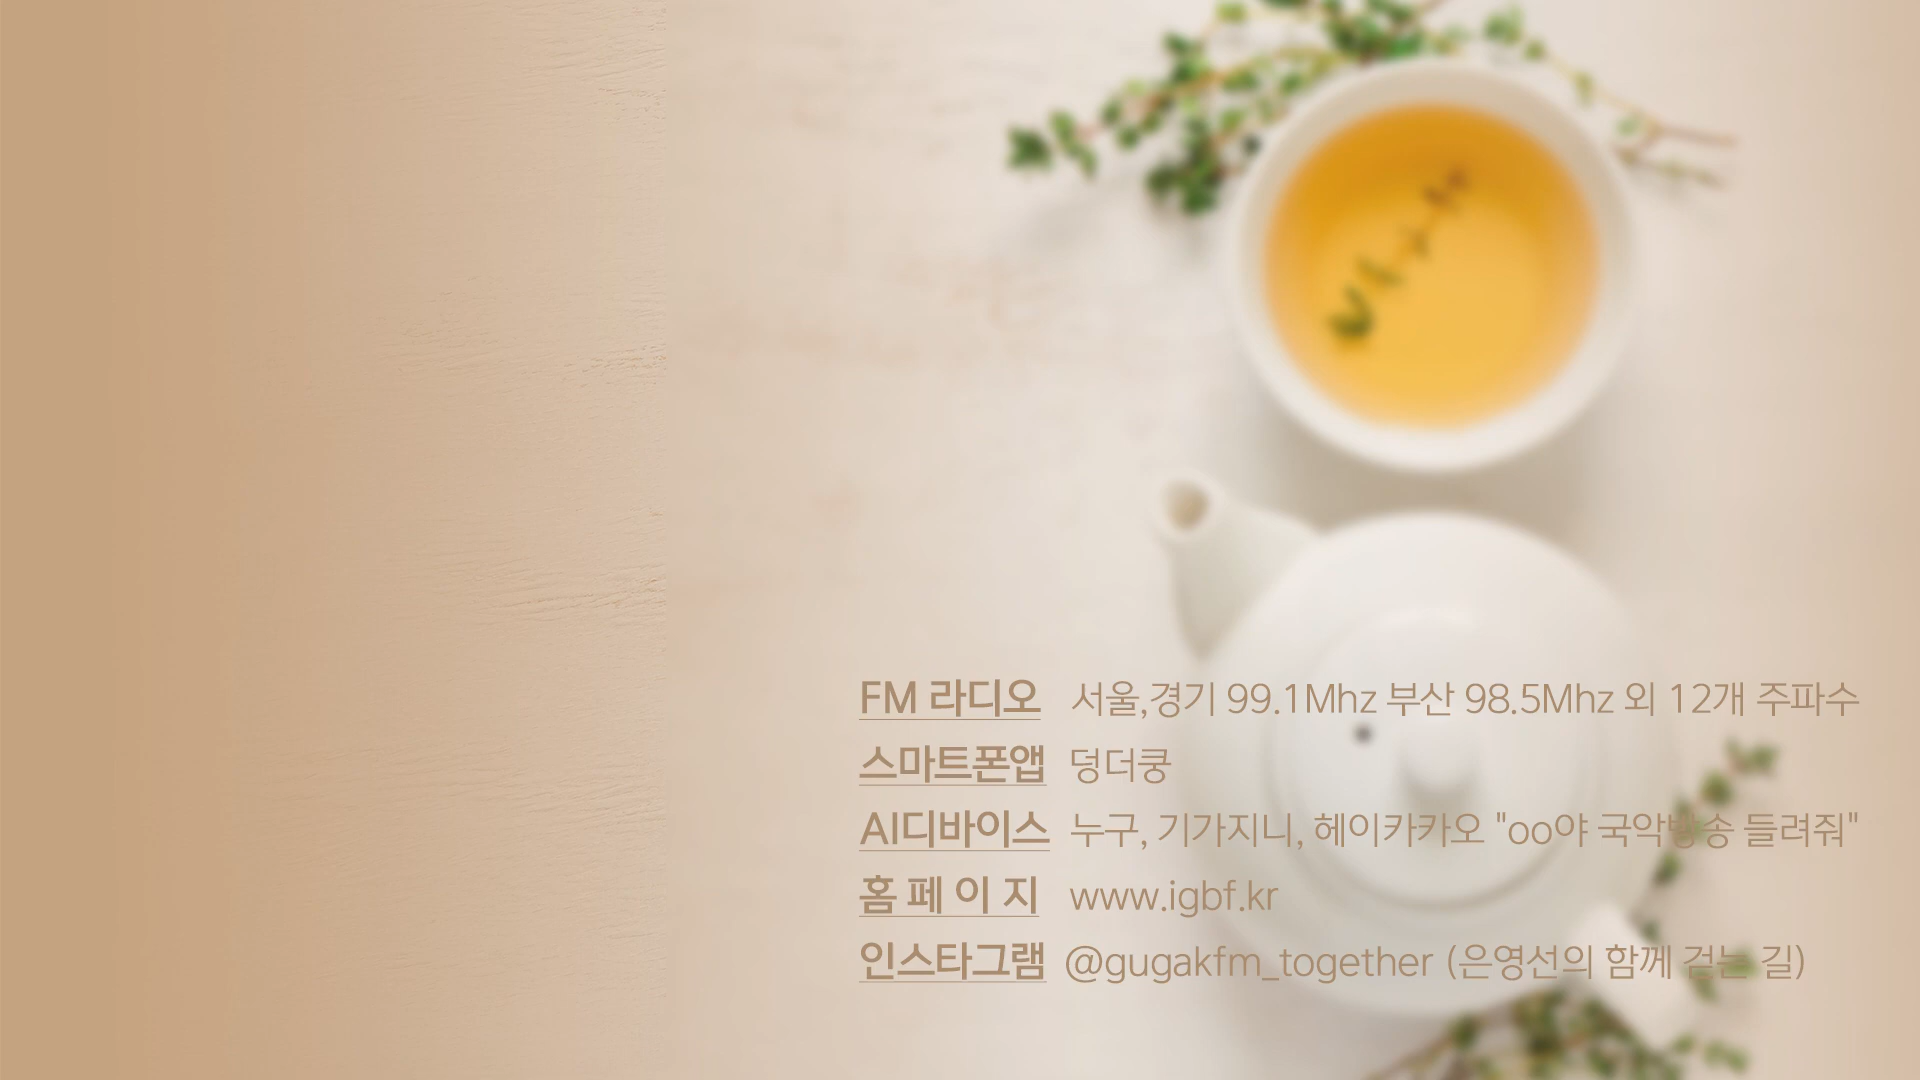 FM 라디오 서울,경기 99.1Mhz 부산 98.5Mhz 외 12개 주파수
스마트폰앱 덩더쿵
AI디바이스 누구, 기가지니, 헤이카카오 "oo야 국악방송 들려줘"
홈 페 이 지 www.igbf.kr
인스타그램 @gugakfm_together (은영선의 함께 걷는 길)